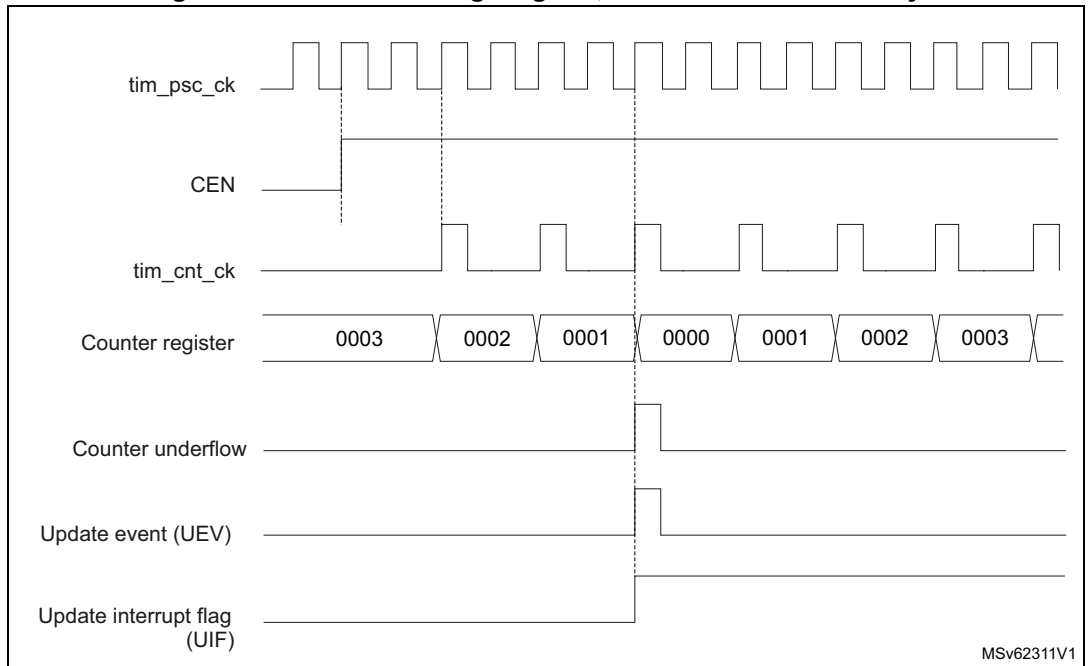 tim_psc_ck
CEN
tim_cnt_ck
Counter register 0003 0002 0001 0000 0001 0002 0003
Counter underflow
Update event (UEV)
Update interrupt flag
(UIF)
MSv62311V1